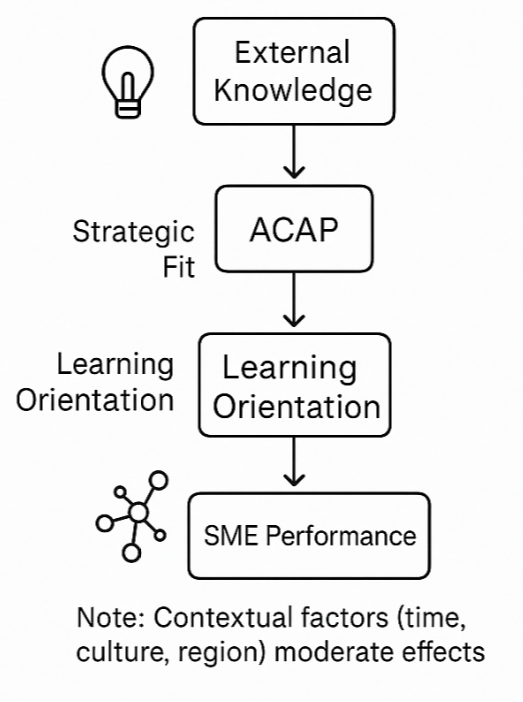 External
Knowledge
Strategic
Fit
ACAP
Learning
Orientation
Learning
Orientation
SME Performance
Note: Contextual factors (time,
culture, region) moderate effects